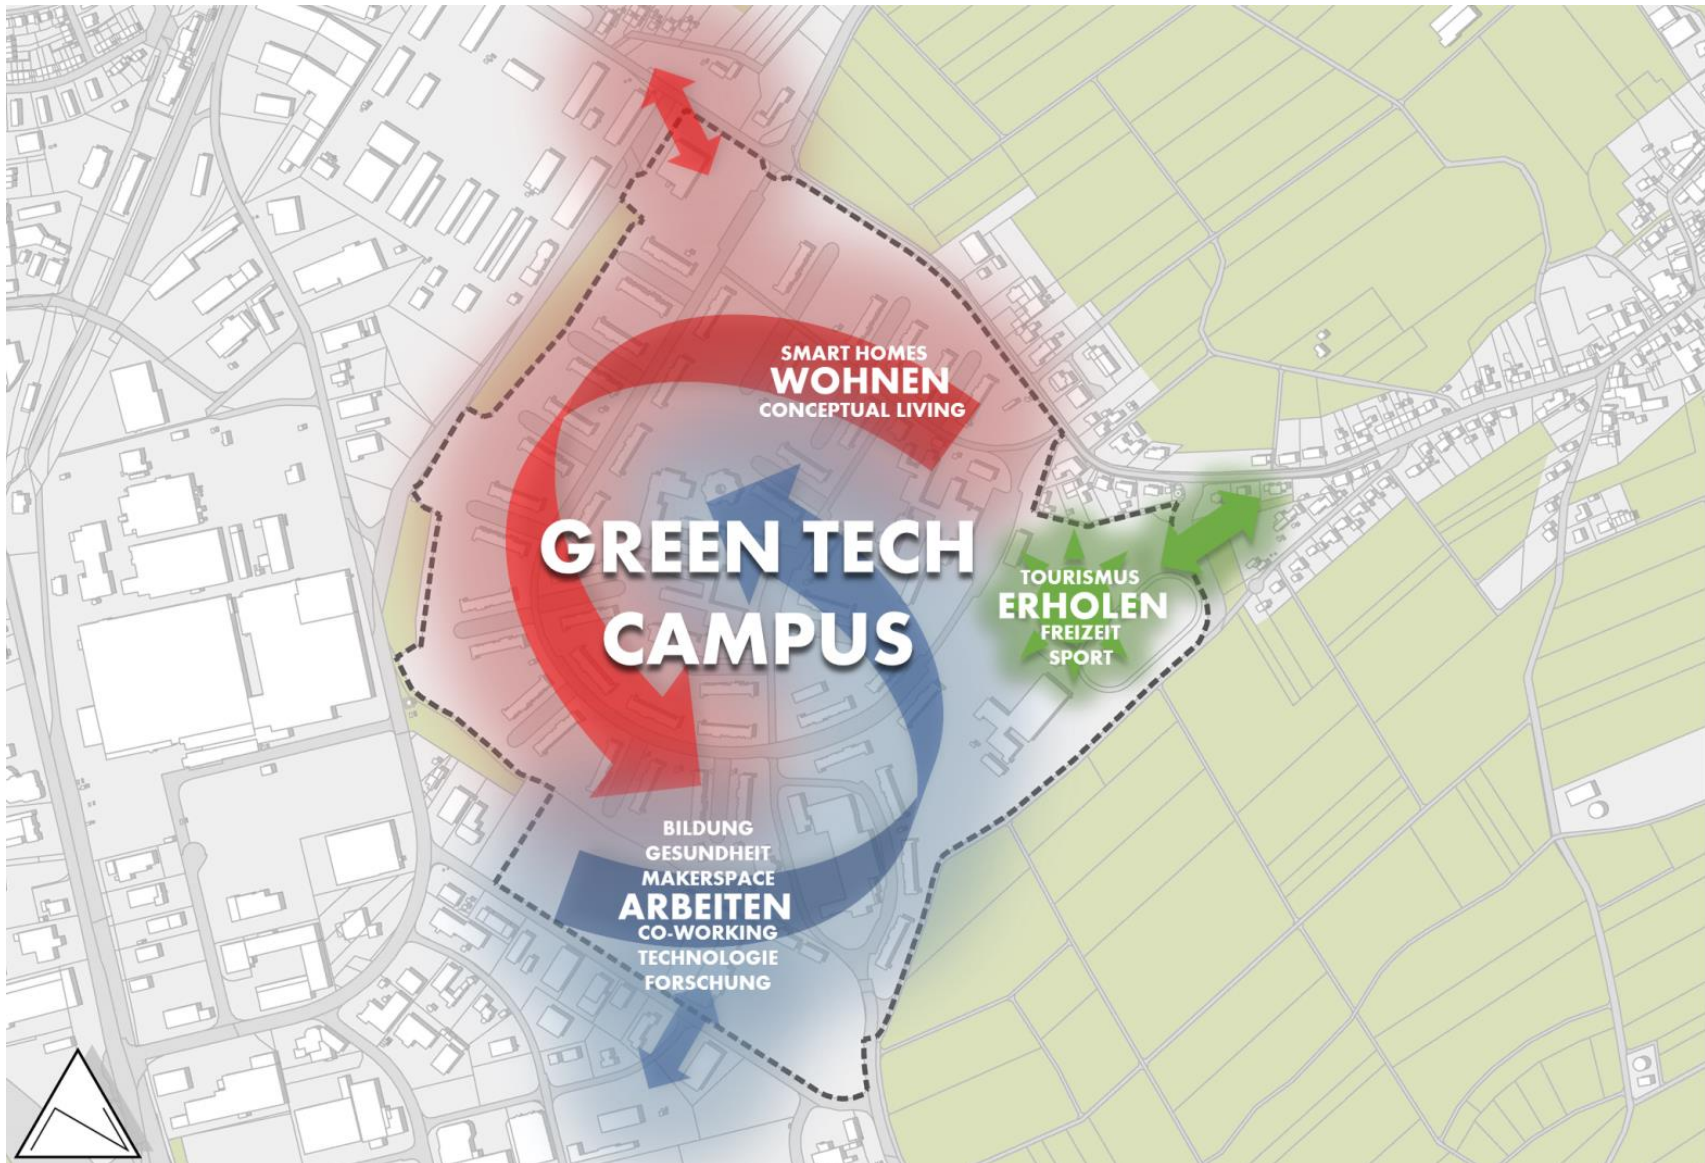 SMART HOMES
WOHNEN
CONCEPTUAL LIVING
GREEN TECH
CAMPUS
TOURISMUS
ERHOLEN
FREIZEIT
SPORT
BILDUNG
GESUNDHEIT
MAKERSPACE
ARBEITEN
CO-WORKING
TECHNOLOGIE
FORSCHUNG